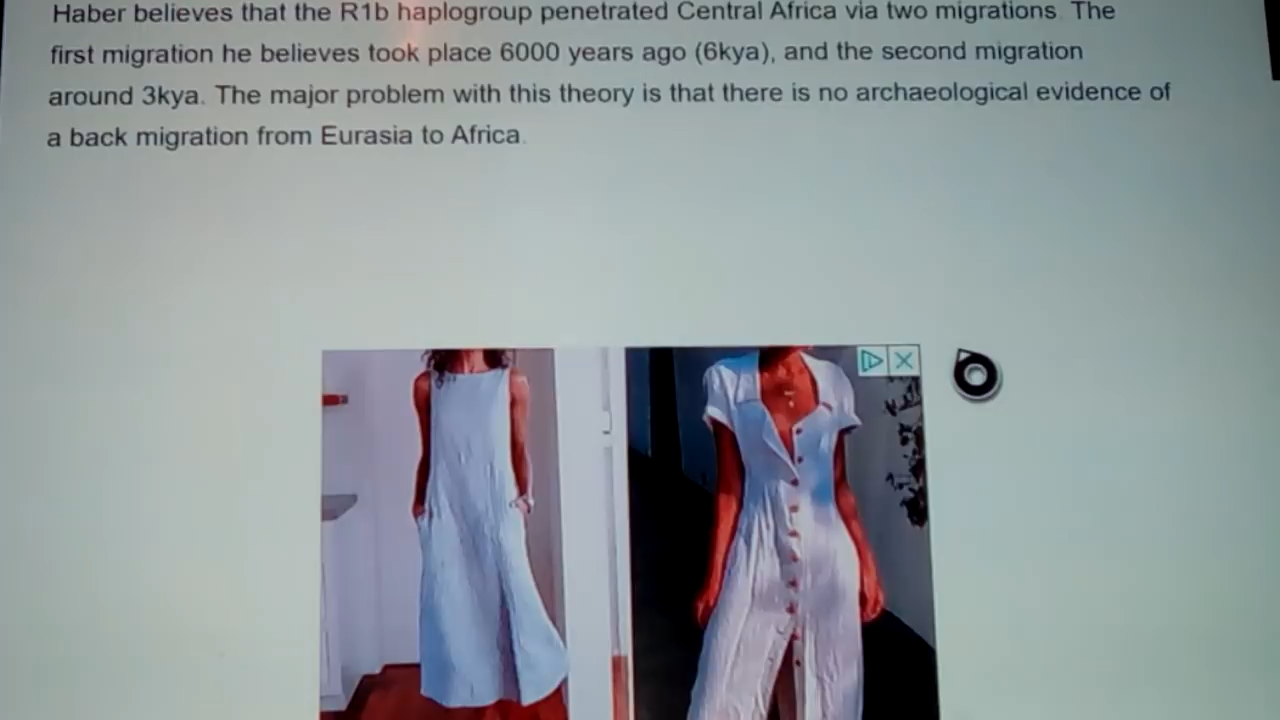 Haber believes that the R1b haplogroup penetrated Central Africa via two migrations. The
first migration he believes took place 6000 years ago (6kya), and the second migration
around 3kya. The major problem with this theory is that there is no archaeological evidence of
a back migration from Eurasia to Africa.